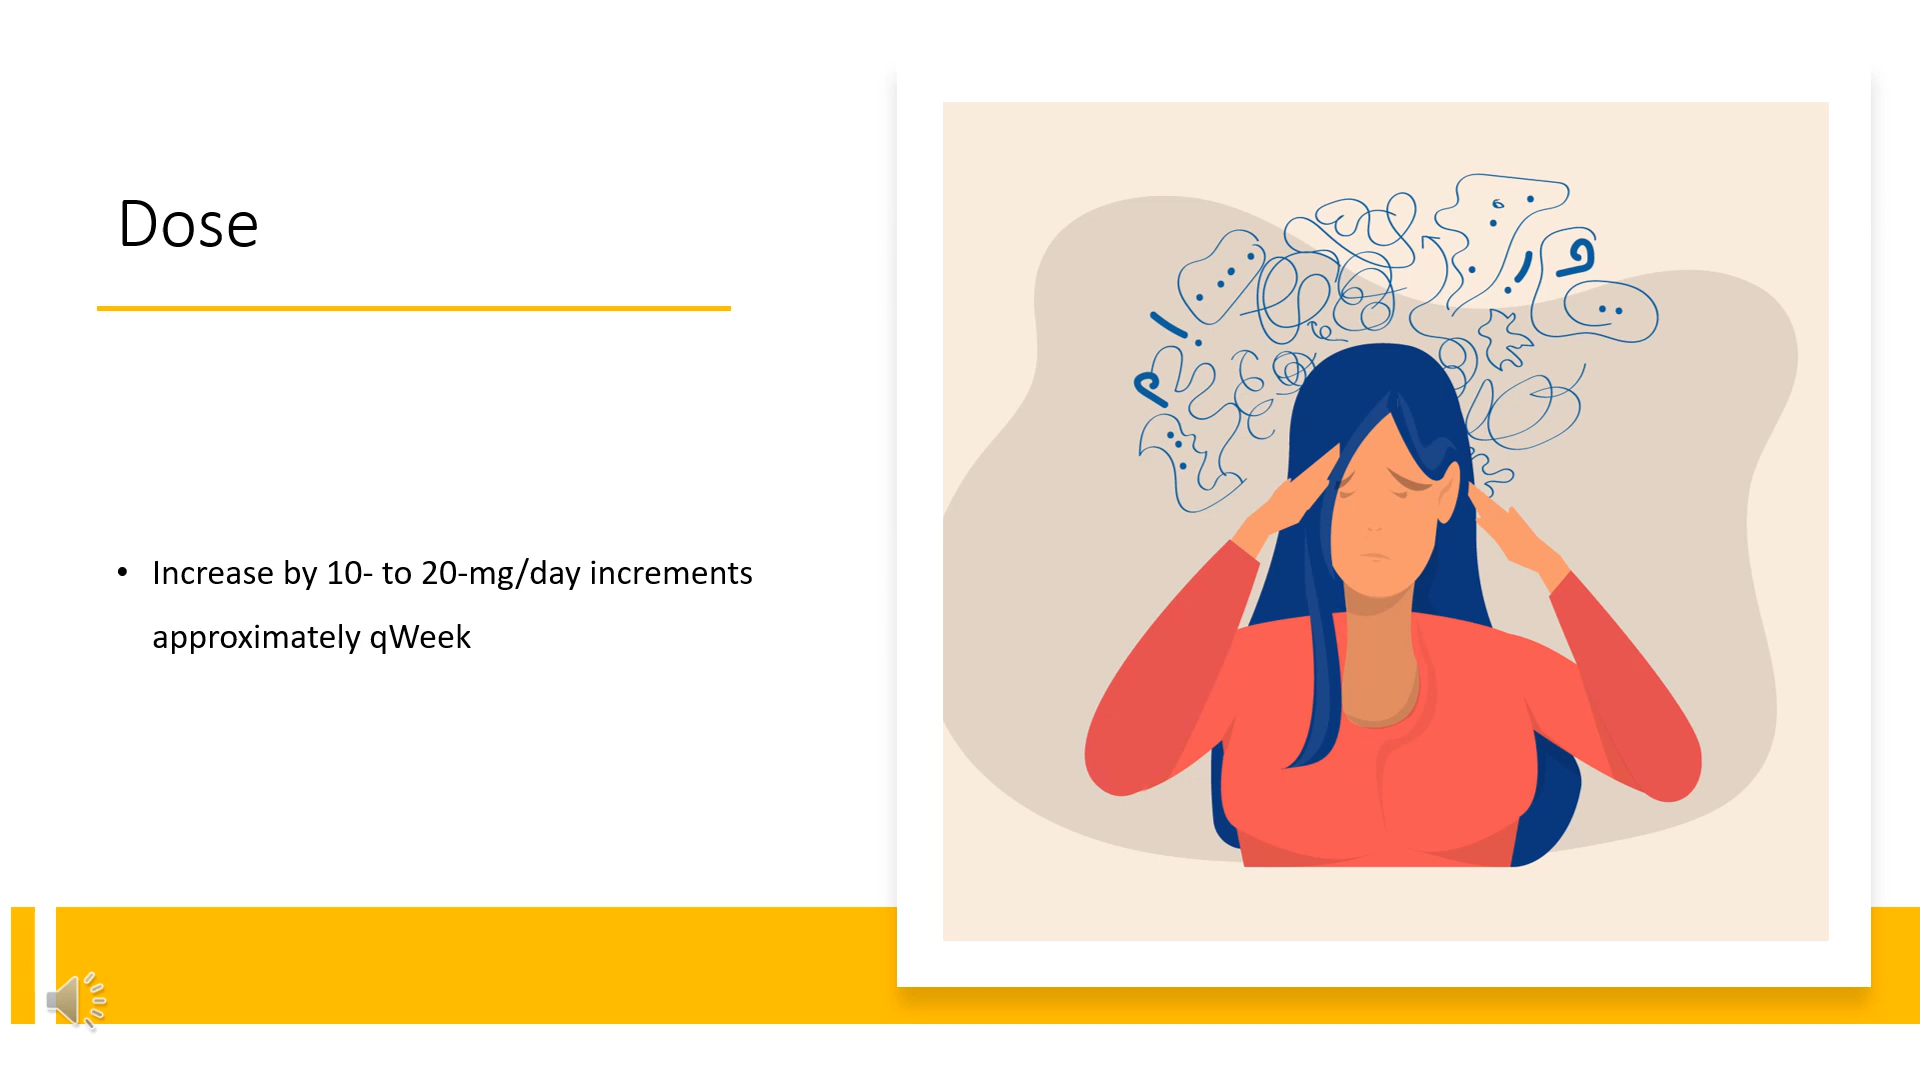 Dose
• Increase by 10- to 20-mg/day increments
approximately qWeek